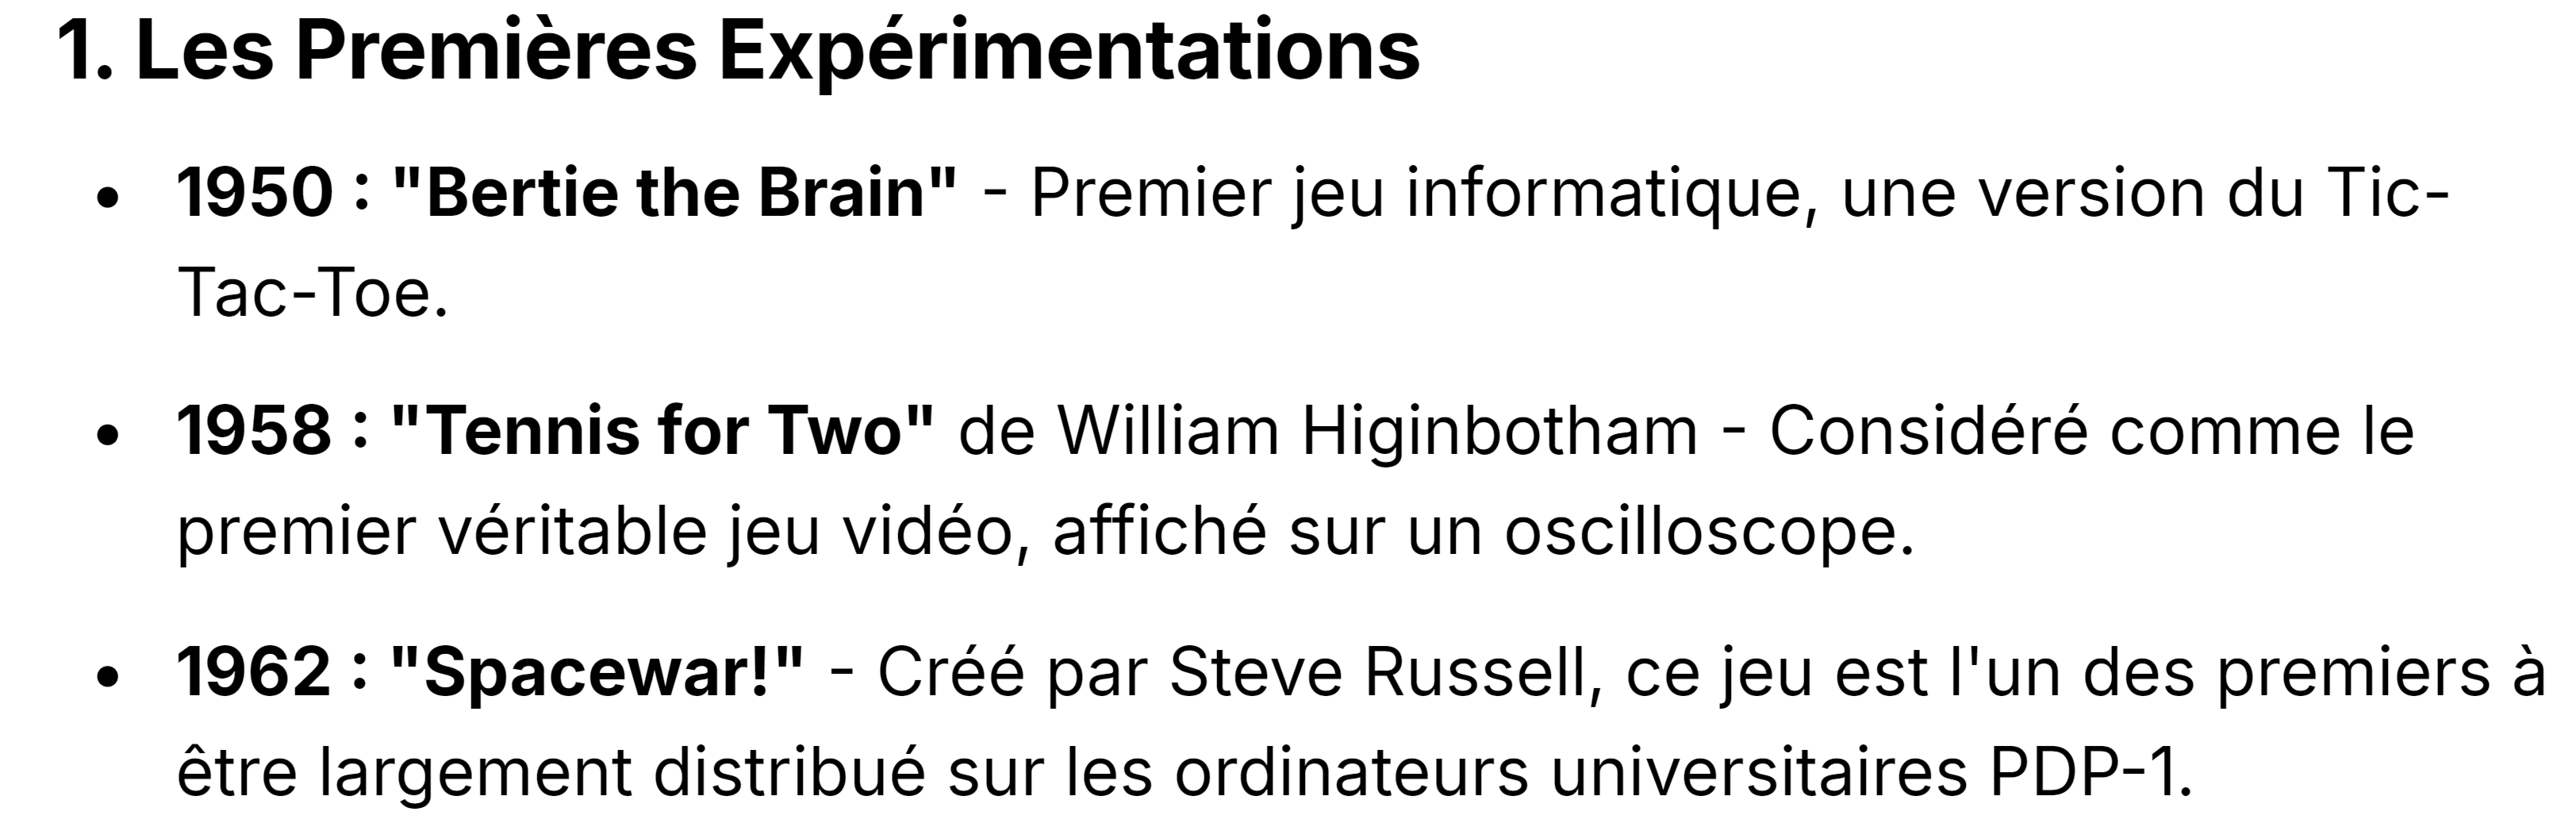 1. Les Premières Expérimentations
• 1950 : "Bertie the Brain" - Premier jeu informatique, une version du Tic-
Tac-Toe.
• 1958 : "Tennis for Two" de William Higinbotham - Considéré comme le
premier véritable jeu vidéo, affiché sur un oscilloscope.
• 1962 : "Spacewar!" - Créé par Steve Russell, ce jeu est l'un des premiers à
être largement distribué sur les ordinateurs universitaires PDP-1.